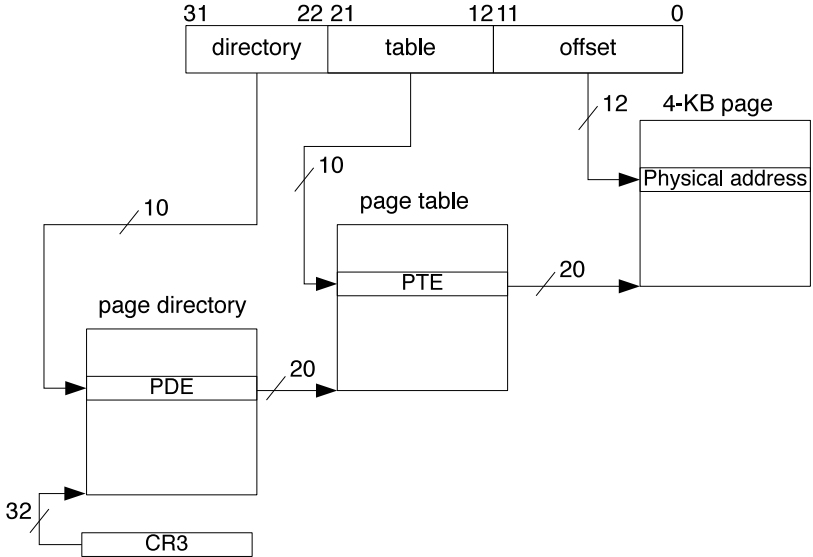 31 22 21 12 11 0
directory table offset
12 4-KB page
10
Physical address
10
page table
20
PTE
page directory
20
PDE
32
CR3